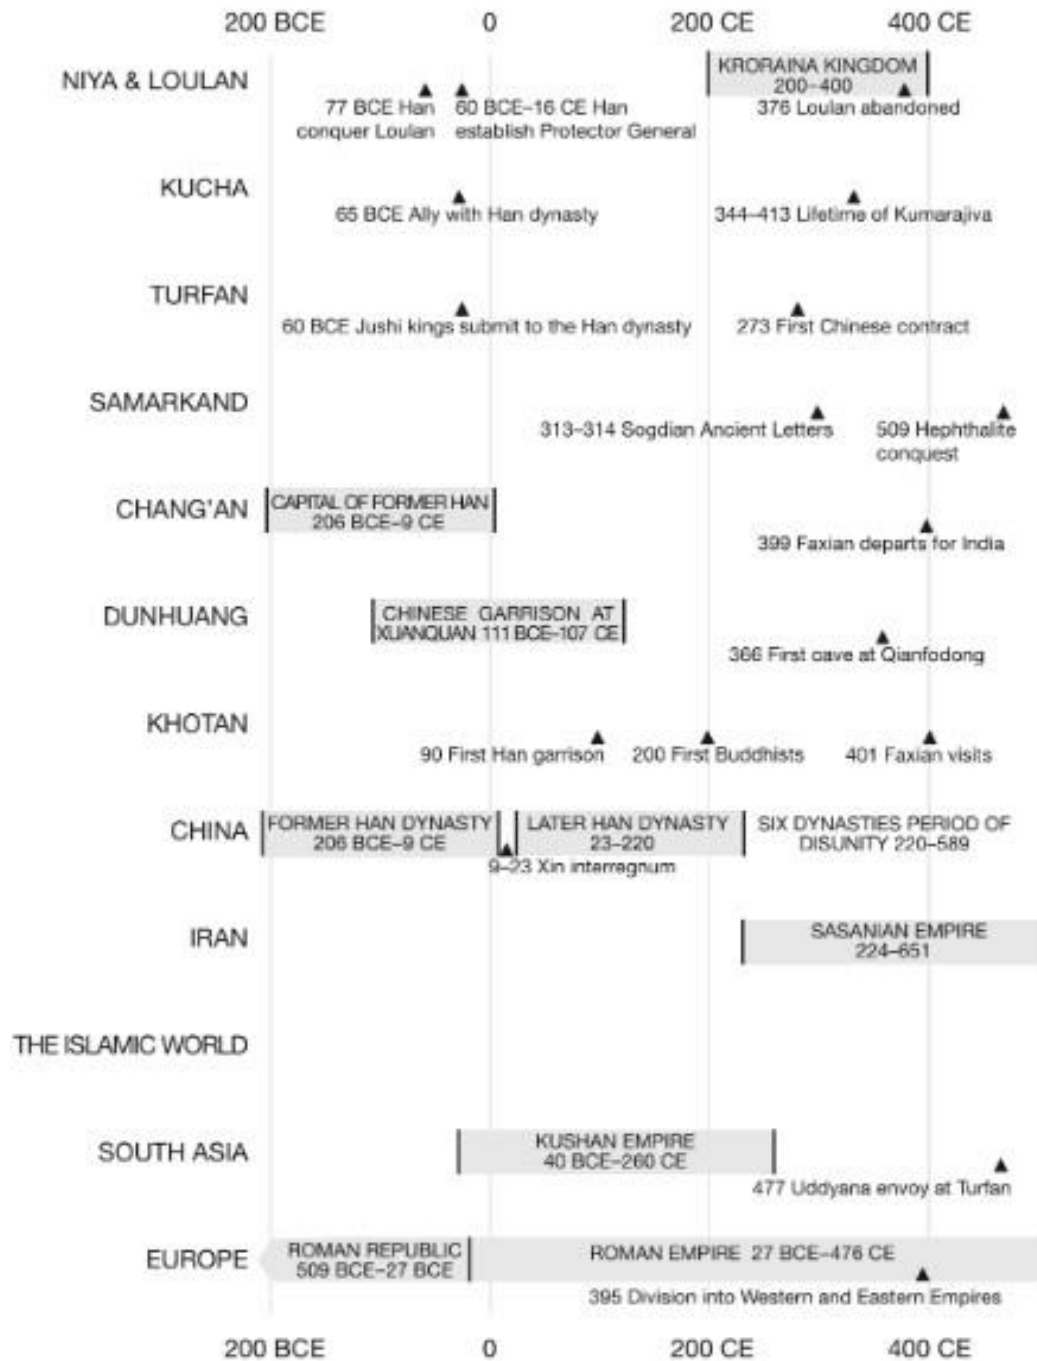 200 BCE 0 200 CE 400 CE
NIYA & LOULAN
KRORAINA KINGDOM
200–400
77 BCE Han
conquer Loulan
60 BCE–16 CE Han
establish Protector General
376 Loulan abandoned
KUCHA
65 BCE Ally with Han dynasty
344–413 Lifetime of Kumarajiva
TURFAN
60 BCE Jushi kings submit to the Han dynasty
273 First Chinese contract
SAMARKAND
313–314 Sogdian Ancient Letters
509 Hephthalite
conquest
CHANG'AN
CAPITAL OF FORMER HAN
206 BCE–9 CE
399 Faxian departs for India
DUNHUANG
CHINESE GARRISON AT
XUANQUAN 111 BCE–107 CE
366 First cave at Qianfodong
KHOTAN
90 First Han garrison
200 First Buddhists
401 Faxian visits
CHINA
FORMER HAN DYNASTY
206 BCE–9 CE
LATER HAN DYNASTY
23–220
SIX DYNASTIES PERIOD OF
DISUNITY 220–589
9–23 Xin interregnum
IRAN
SASANIAN EMPIRE
224–651
THE ISLAMIC WORLD
SOUTH ASIA
KUSHAN EMPIRE
40 BCE–260 CE
477 Uddyana envoy at Turfan
EUROPE
ROMAN REPUBLIC
509 BCE–27 BCE
ROMAN EMPIRE 27 BCE–476 CE
395 Division into Western and Eastern Empires
200 BCE 0 200 CE 400 CE